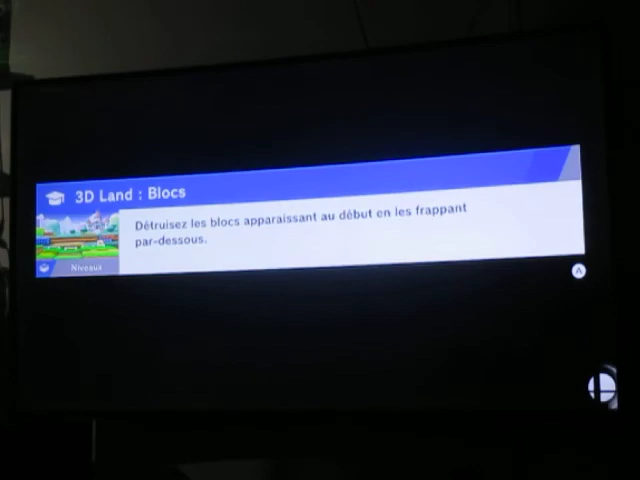 3D Land : Blocs
Détruisez les blocs apparaissant au début en les frappant
par-dessous.
Niveaux
A